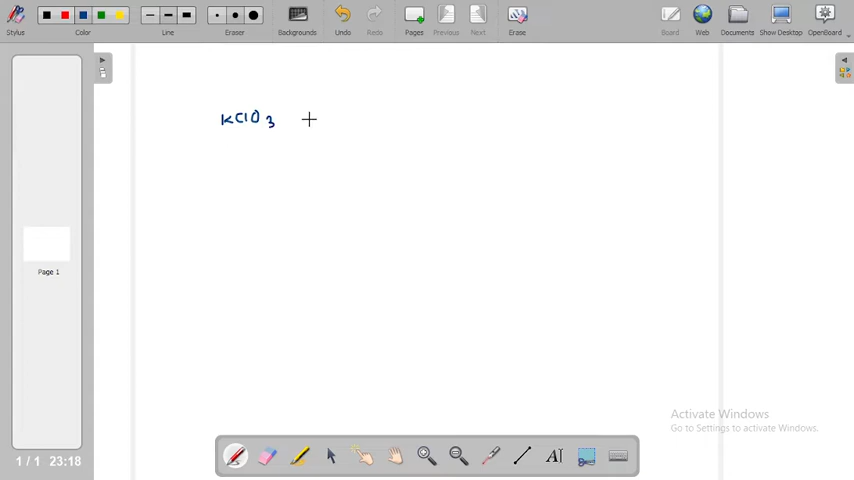 Stylus
Color
Line
Eraser
Backgrounds
Undo
Redo
Pages
Previous
Next
Erase
Board
Web
Documents
Show Desktop
OpenBoard
KClO3
Page 1
1 / 1 23:18
Activate Windows
Go to Settings to activate Windows.